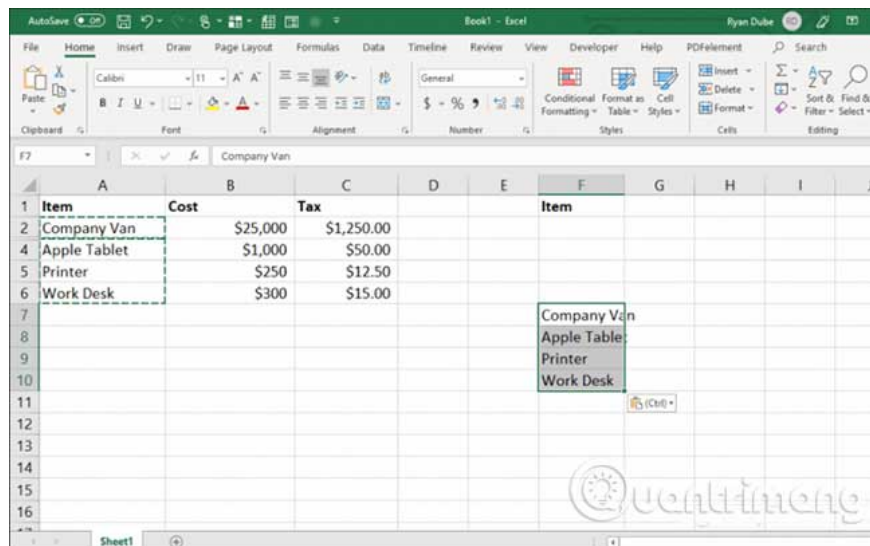 AutoSave Off Book1 - Excel Ryan Dube
File Home Insert Draw Page Layout Formulas Data Timeline Review View Developer Help PDFelement Search
Calibri 11 General Insert
Paste B I U $ % Conditional Format as Cell Delete Sort & Find &
Formatting Table Styles Format Filter Select
Clipboard Font Alignment Number Styles Cells Editing
F7 fx Company Van
A B C D E F G H I
1 Item Cost Tax Item
2 Company Van $25,000 $1,250.00
4 Apple Tablet $1,000 $50.00
5 Printer $250 $12.50
6 Work Desk $300 $15.00
7 Company Van
8 Apple Tablet
9 Printer
10 Work Desk
11 (Ctrl)
12
13
14
15 Quantrimang
16
Sheet1